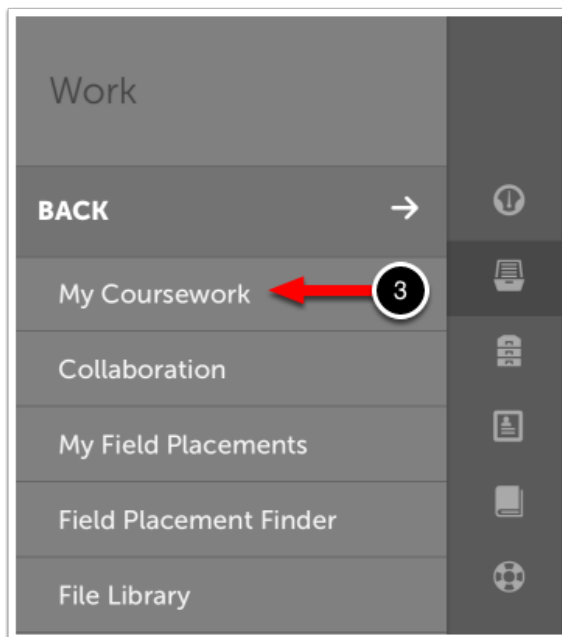 Work
BACK
My Coursework
3
Collaboration
My Field Placements
Field Placement Finder
File Library